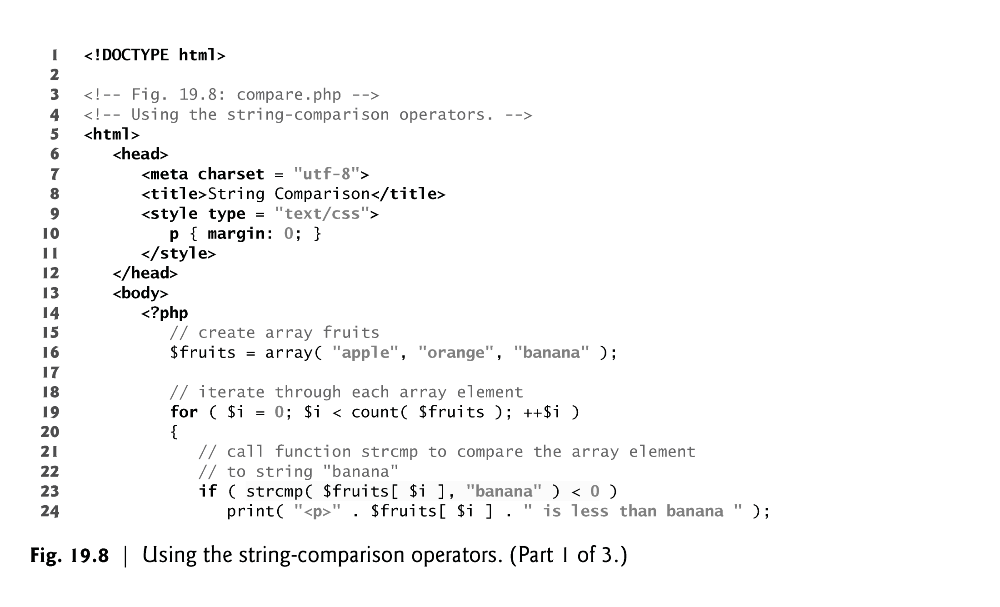 1 <!DOCTYPE html>
2
3 <!-- Fig. 19.8: compare.php -->
4 <!-- Using the string-comparison operators. -->
5 <html>
6    <head>
7       <meta charset = "utf-8">
8       <title>String Comparison</title>
9       <style type = "text/css">
10         p { margin: 0; }
11      </style>
12   </head>
13   <body>
14      <?php
15         // create array fruits
16         $fruits = array( "apple", "orange", "banana" );
17
18         // iterate through each array element
19         for ( $i = 0; $i < count( $fruits ); ++$i )
20         {
21            // call function strcmp to compare the array element
22            // to string "banana"
23            if ( strcmp( $fruits[ $i ], "banana" ) < 0 )
24               print( "<p>" . $fruits[ $i ] . " is less than banana " );
Fig. 19.8 | Using the string-comparison operators. (Part 1 of 3.)